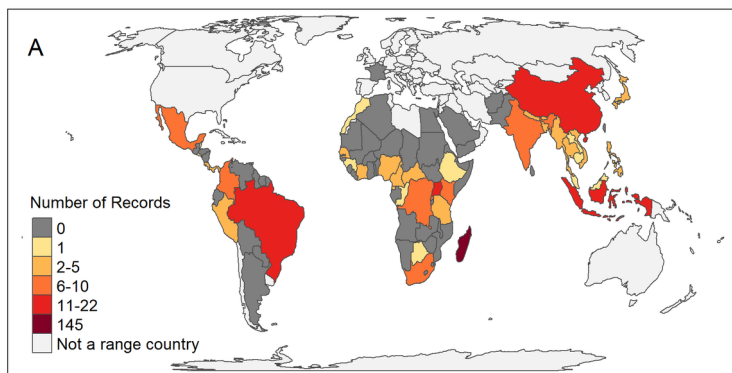 A
Number of Records
0
1
2-5
6-10
11-22
145
Not a range country